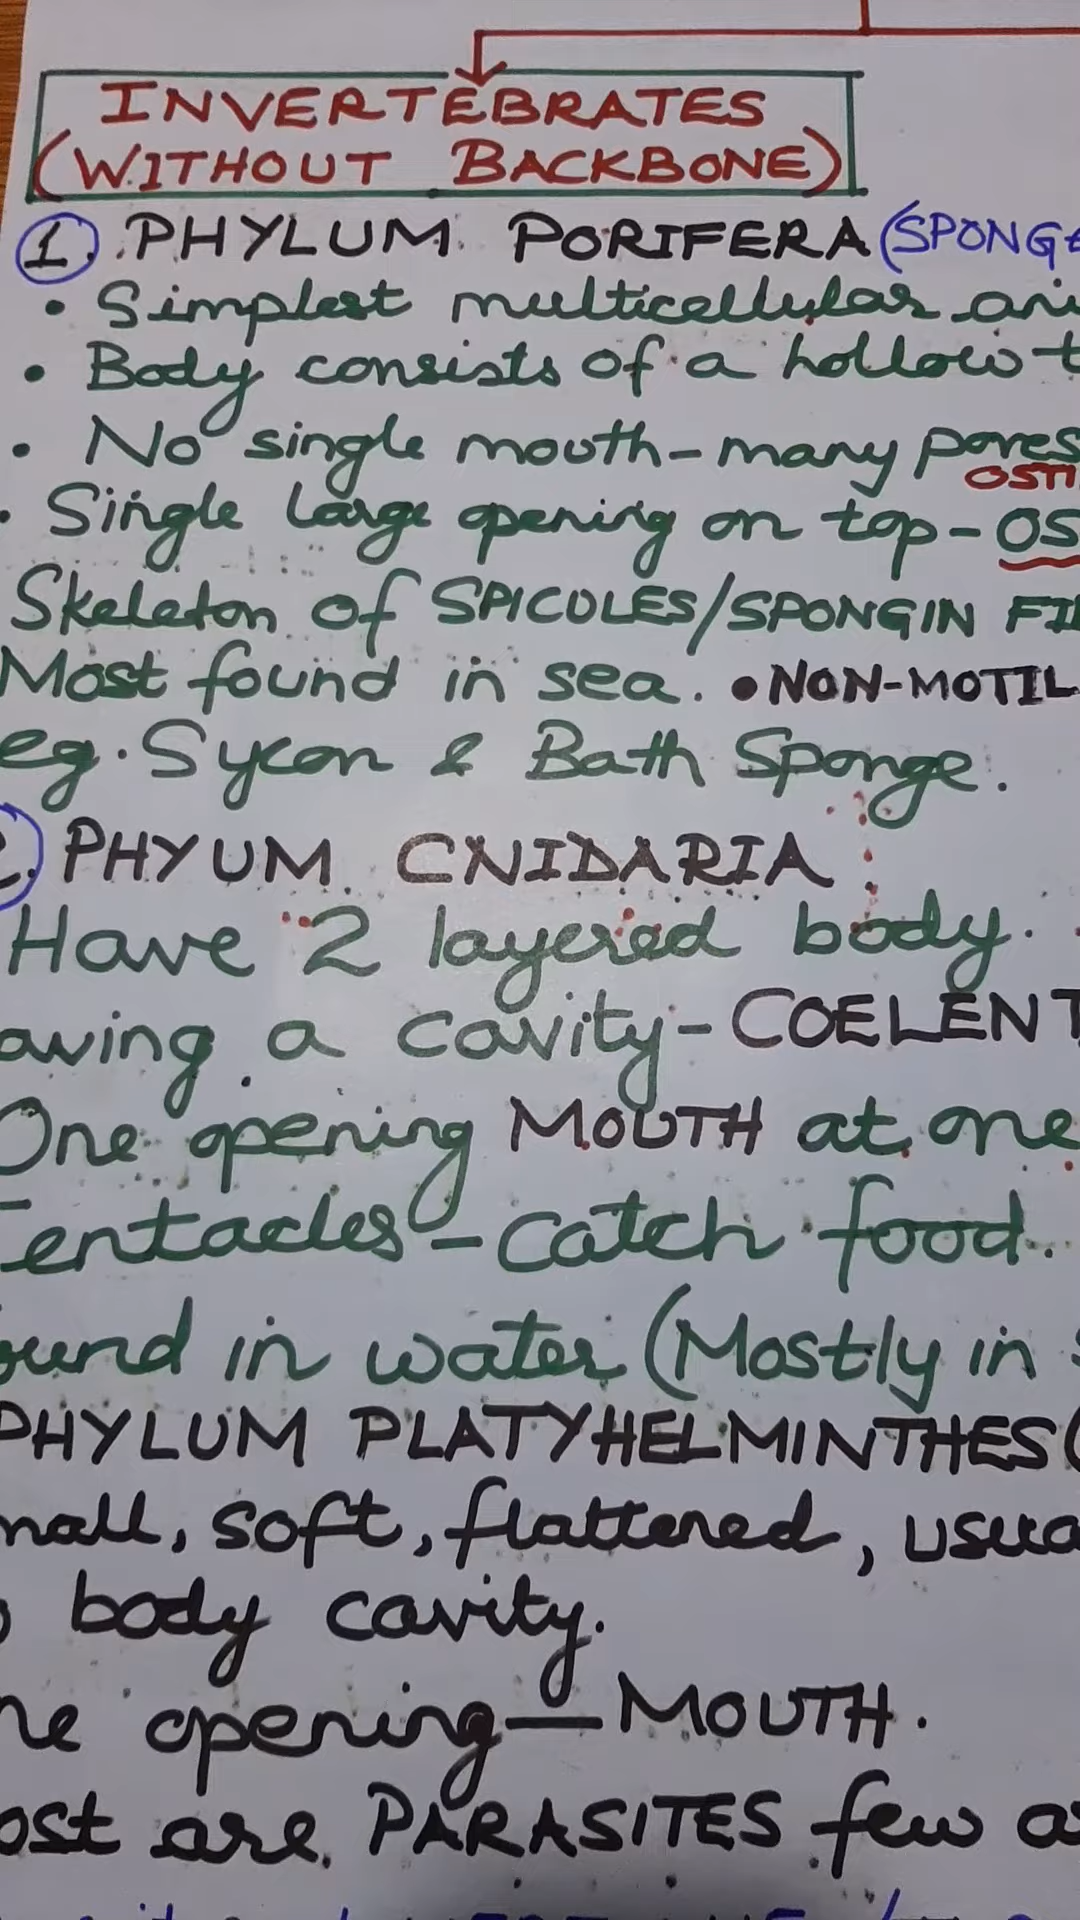 INVERTEBRATES
(WITHOUT BACKBONE)
1. PHYLUM PORIFERA (SPONGE
• Simplest multicellular ani
• Body consists of a hollow t
• No single mouth - many pores
OSTI
• Single large opening on top - OS
Skeleton of SPICULES/SPONGIN FI
Most found in sea. • NON-MOTIL
eg. Sycon & Bath Sponge.
PHYUM CNIDARIA
Have 2 layered body.
aving a cavity - COELENT
One opening MOUTH at one
Tentacles - catch food.
ound in water (Mostly in
PHYLUM PLATYHELMINTHES (
mall, soft, flattened, usua
body cavity.
ne opening - MOUTH.
ost are PARASITES few a